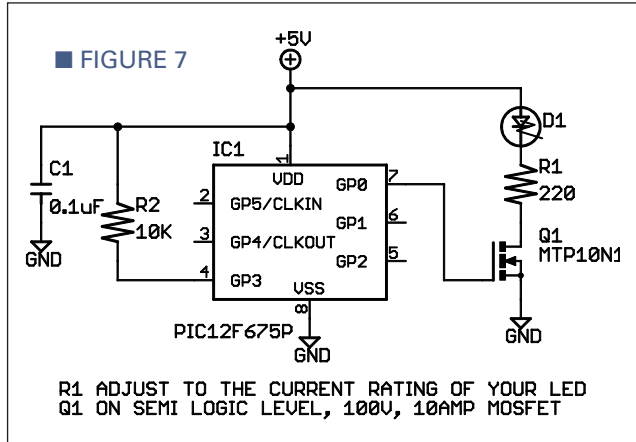 ■ FIGURE 7
+5V
IC1
D1
C1
0.1uF
R2
10K
1
VDD
2
GP5/CLKIN
3
GP4/CLKOUT
4
GP3
7
GP0
6
GP1
5
GP2
VSS
8
R1
220
Q1
MTP10N1
GND
PIC12F675P
GND
GND
R1 ADJUST TO THE CURRENT RATING OF YOUR LED
Q1 ON SEMI LOGIC LEVEL, 100V, 10AMP MOSFET